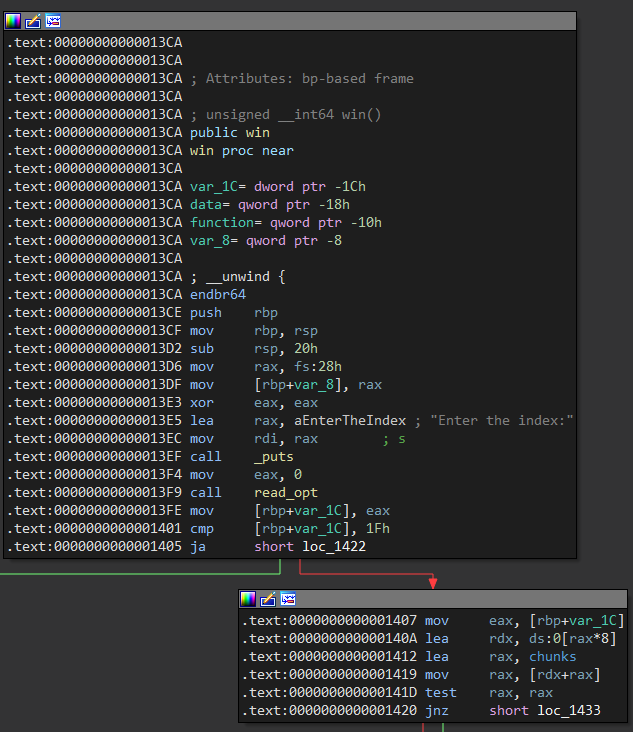 .text:00000000000013CA
.text:00000000000013CA
.text:00000000000013CA ; Attributes: bp-based frame
.text:00000000000013CA
.text:00000000000013CA ; unsigned __int64 win()
.text:00000000000013CA public win
.text:00000000000013CA win proc near
.text:00000000000013CA
.text:00000000000013CA var_1C= dword ptr -1Ch
.text:00000000000013CA data= qword ptr -18h
.text:00000000000013CA function= qword ptr -10h
.text:00000000000013CA var_8= qword ptr -8
.text:00000000000013CA
.text:00000000000013CA ; __unwind {
.text:00000000000013CA endbr64
.text:00000000000013CE push    rbp
.text:00000000000013CF mov     rbp, rsp
.text:00000000000013D2 sub     rsp, 20h
.text:00000000000013D6 mov     rax, fs:28h
.text:00000000000013DF mov     [rbp+var_8], rax
.text:00000000000013E3 xor     eax, eax
.text:00000000000013E5 lea     rax, aEnterTheIndex ; "Enter the index:"
.text:00000000000013EC mov     rdi, rax        ; s
.text:00000000000013EF call    _puts
.text:00000000000013F4 mov     eax, 0
.text:00000000000013F9 call    read_opt
.text:00000000000013FE mov     [rbp+var_1C], eax
.text:0000000000001401 cmp     [rbp+var_1C], 1Fh
.text:0000000000001405 ja      short loc_1422
.text:0000000000001407 mov     eax, [rbp+var_1C]
.text:000000000000140A lea     rdx, ds:0[rax*8]
.text:0000000000001412 lea     rax, chunks
.text:0000000000001419 mov     rax, [rdx+rax]
.text:000000000000141D test    rax, rax
.text:0000000000001420 jnz     short loc_1433